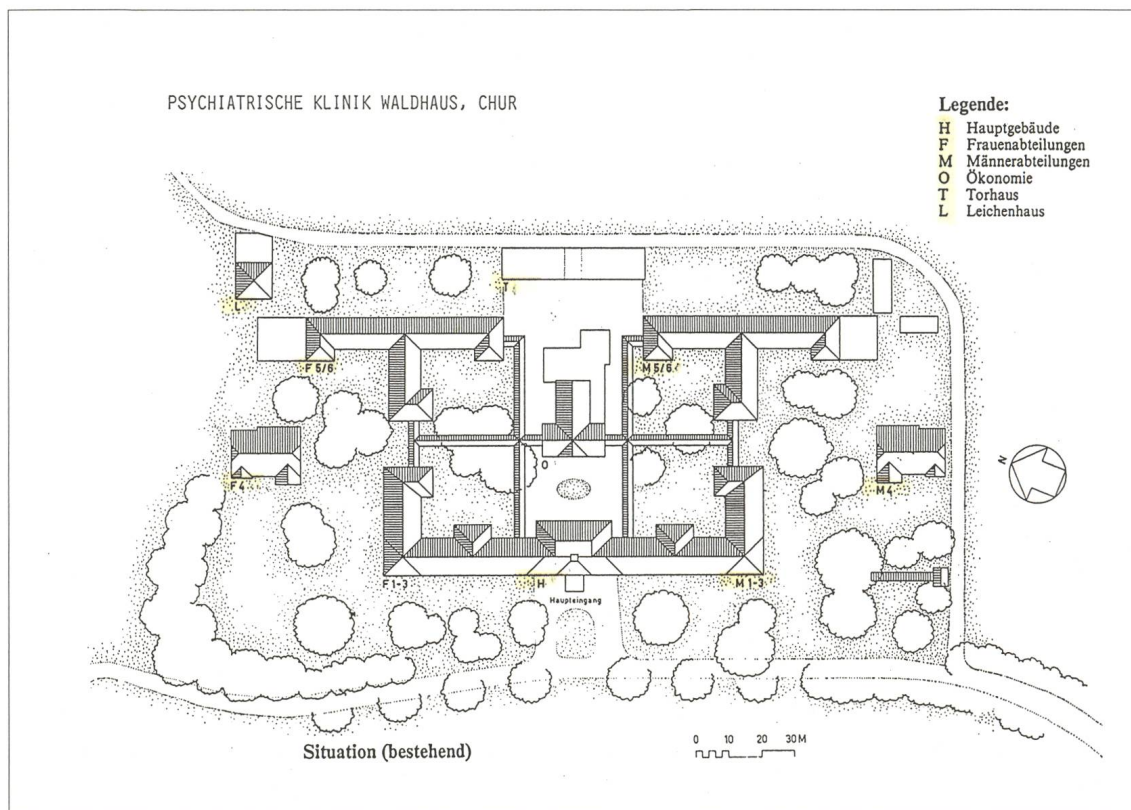 PSYCHIATRISCHE KLINIK WALDHAUS, CHUR
Legende:
H Hauptgebäude
F Frauenabteilungen
M Männerabteilungen
O Ökonomie
T Torhaus
L Leichenhaus
T
L
F 5/6
M 5/6
O
F 4
M 4
N
F 1-3
H
M 1-3
Haupteingang
Situation (bestehend)
0 10 20 30 M